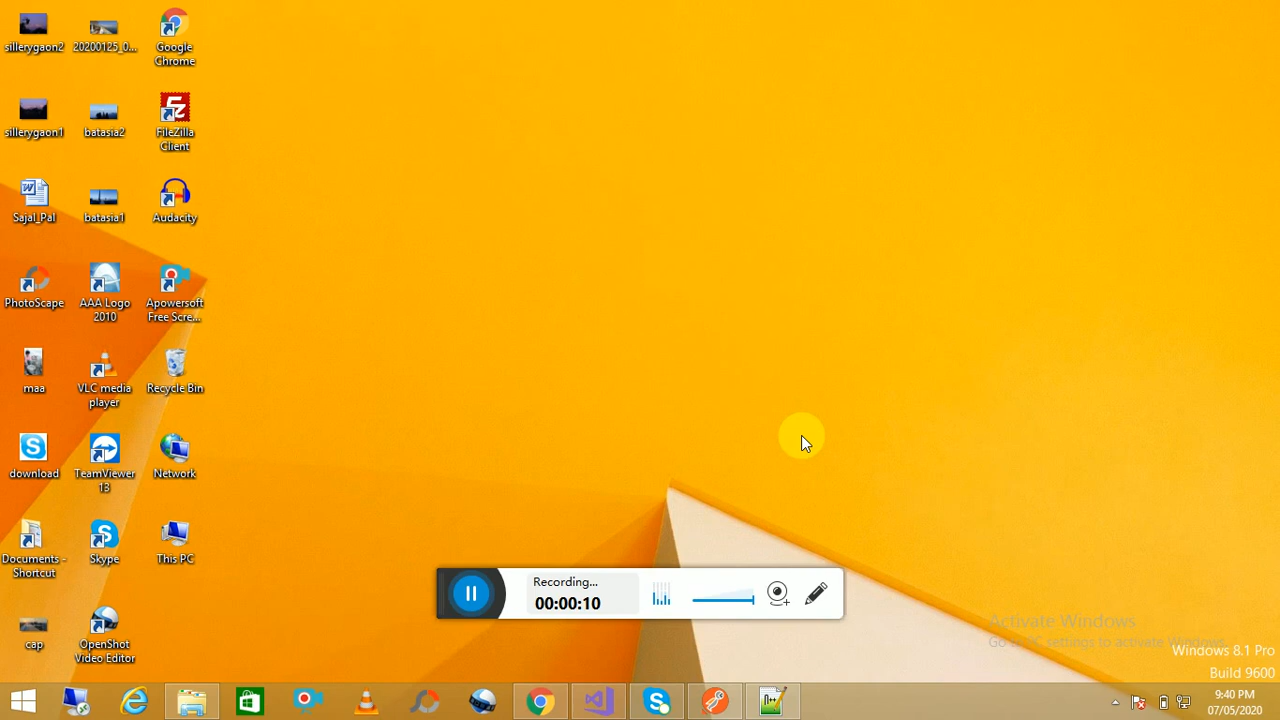 sillerygaon2
20200125_0...
Google
Chrome
sillerygaon1
batasia2
FileZilla
Client
Sajal_Pal
batasia1
Audacity
PhotoScape
AAA Logo
2010
Apowersoft
Free Scre...
maa
VLC media
player
Recycle Bin
download
TeamViewer
13
Network
Documents -
Shortcut
Skype
This PC
cap
OpenShot
Video Editor
Recording...
00:00:10
Activate Windows
Go to PC settings to activate Windows.
Windows 8.1 Pro
Build 9600
9:40 PM
07/05/2020